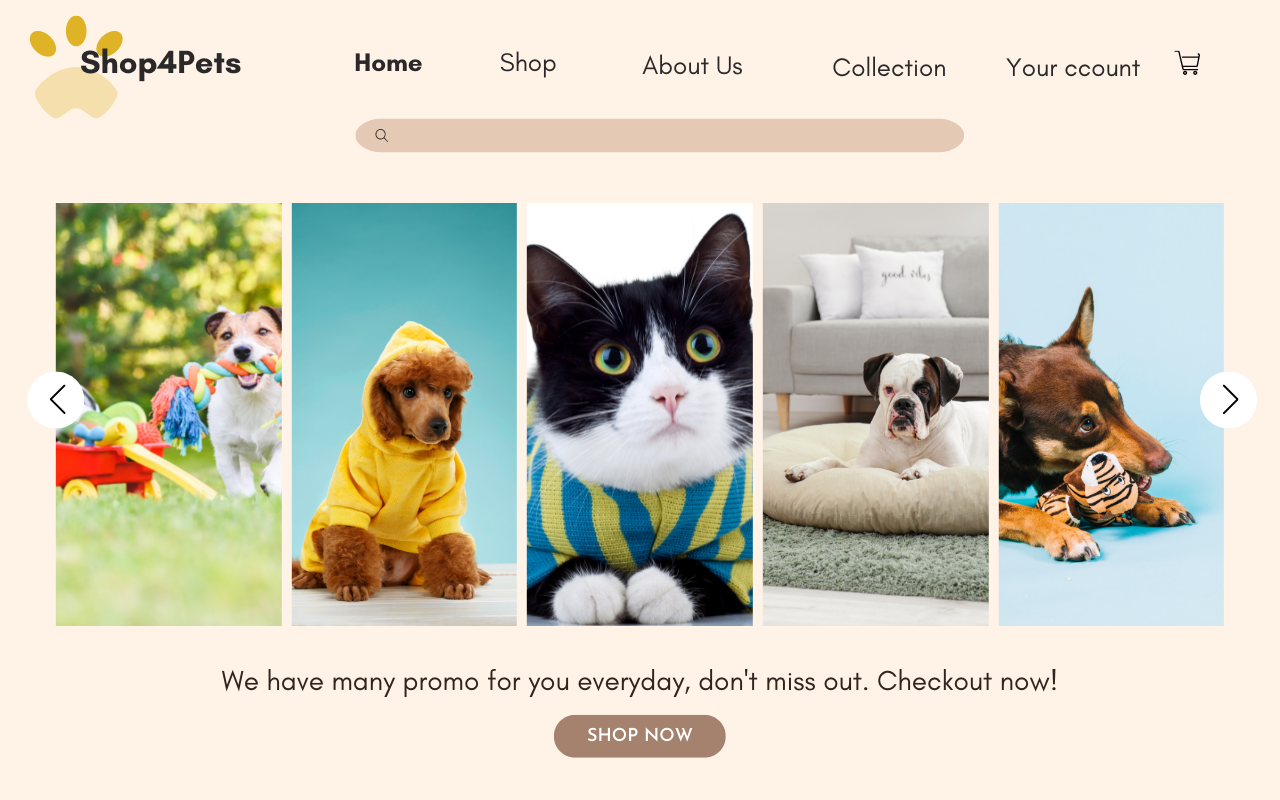 Shop4Pets
Home
Shop
About Us
Collection
Your ccount
good vibes
We have many promo for you everyday, don't miss out. Checkout now!
SHOP NOW